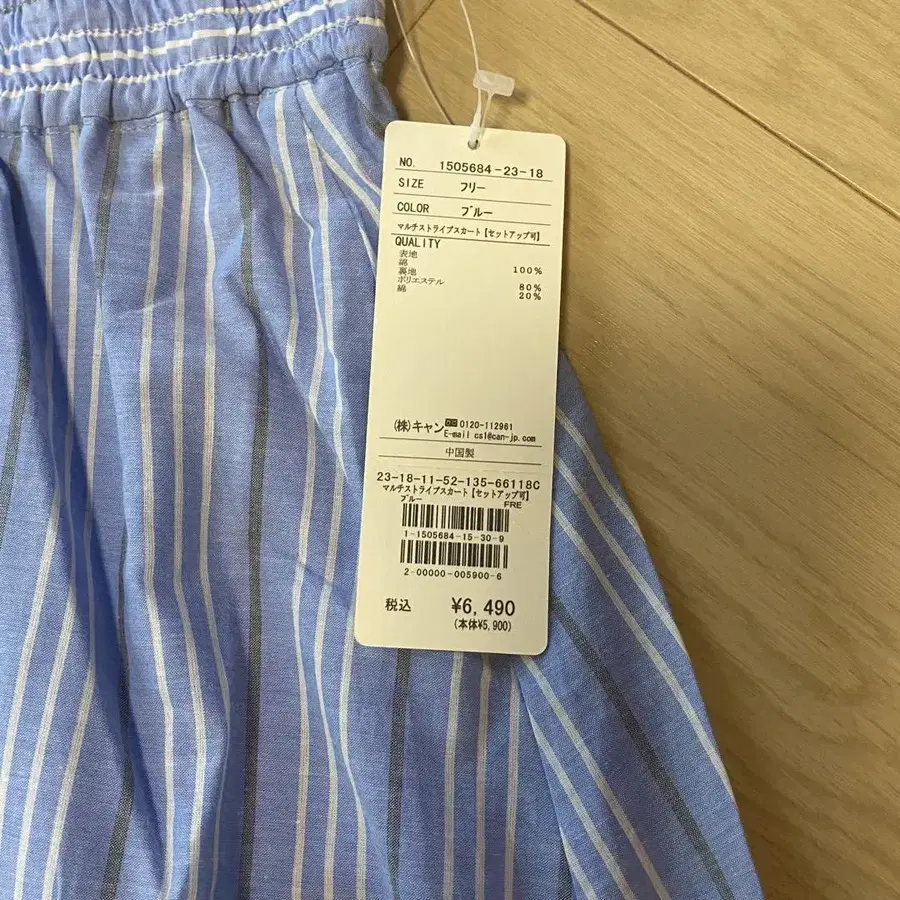 NO. 1505684-23-18
SIZE フリー
COLOR ブルー
マルチストライプスカート【セットアップ可】
QUALITY
表地
綿 100%
裏地
ポリエステル 80%
綿 20%
(株)キャン 0120-112961
E-mail cs1@can-jp.com
中国製
23-18-11-52-135-66118C
マルチストライプスカート【セットアップ可】
ブルー FRE
1-1505684-15-30-9
2-00000-005900-6
税込 ¥6,490
(本体¥5,900)